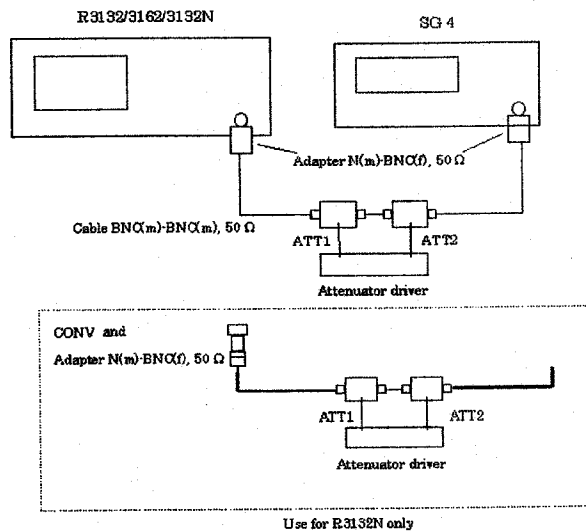 R3132/3162/3132N
SG 4
Adapter N(m)-BNC(f), 50 Ω
Cable BNC(m)-BNC(m), 50 Ω
ATT1
ATT2
Attenuator driver
CONV and
Adapter N(m)-BNC(f), 50 Ω
ATT1
ATT2
Attenuator driver
Use for R3132N only